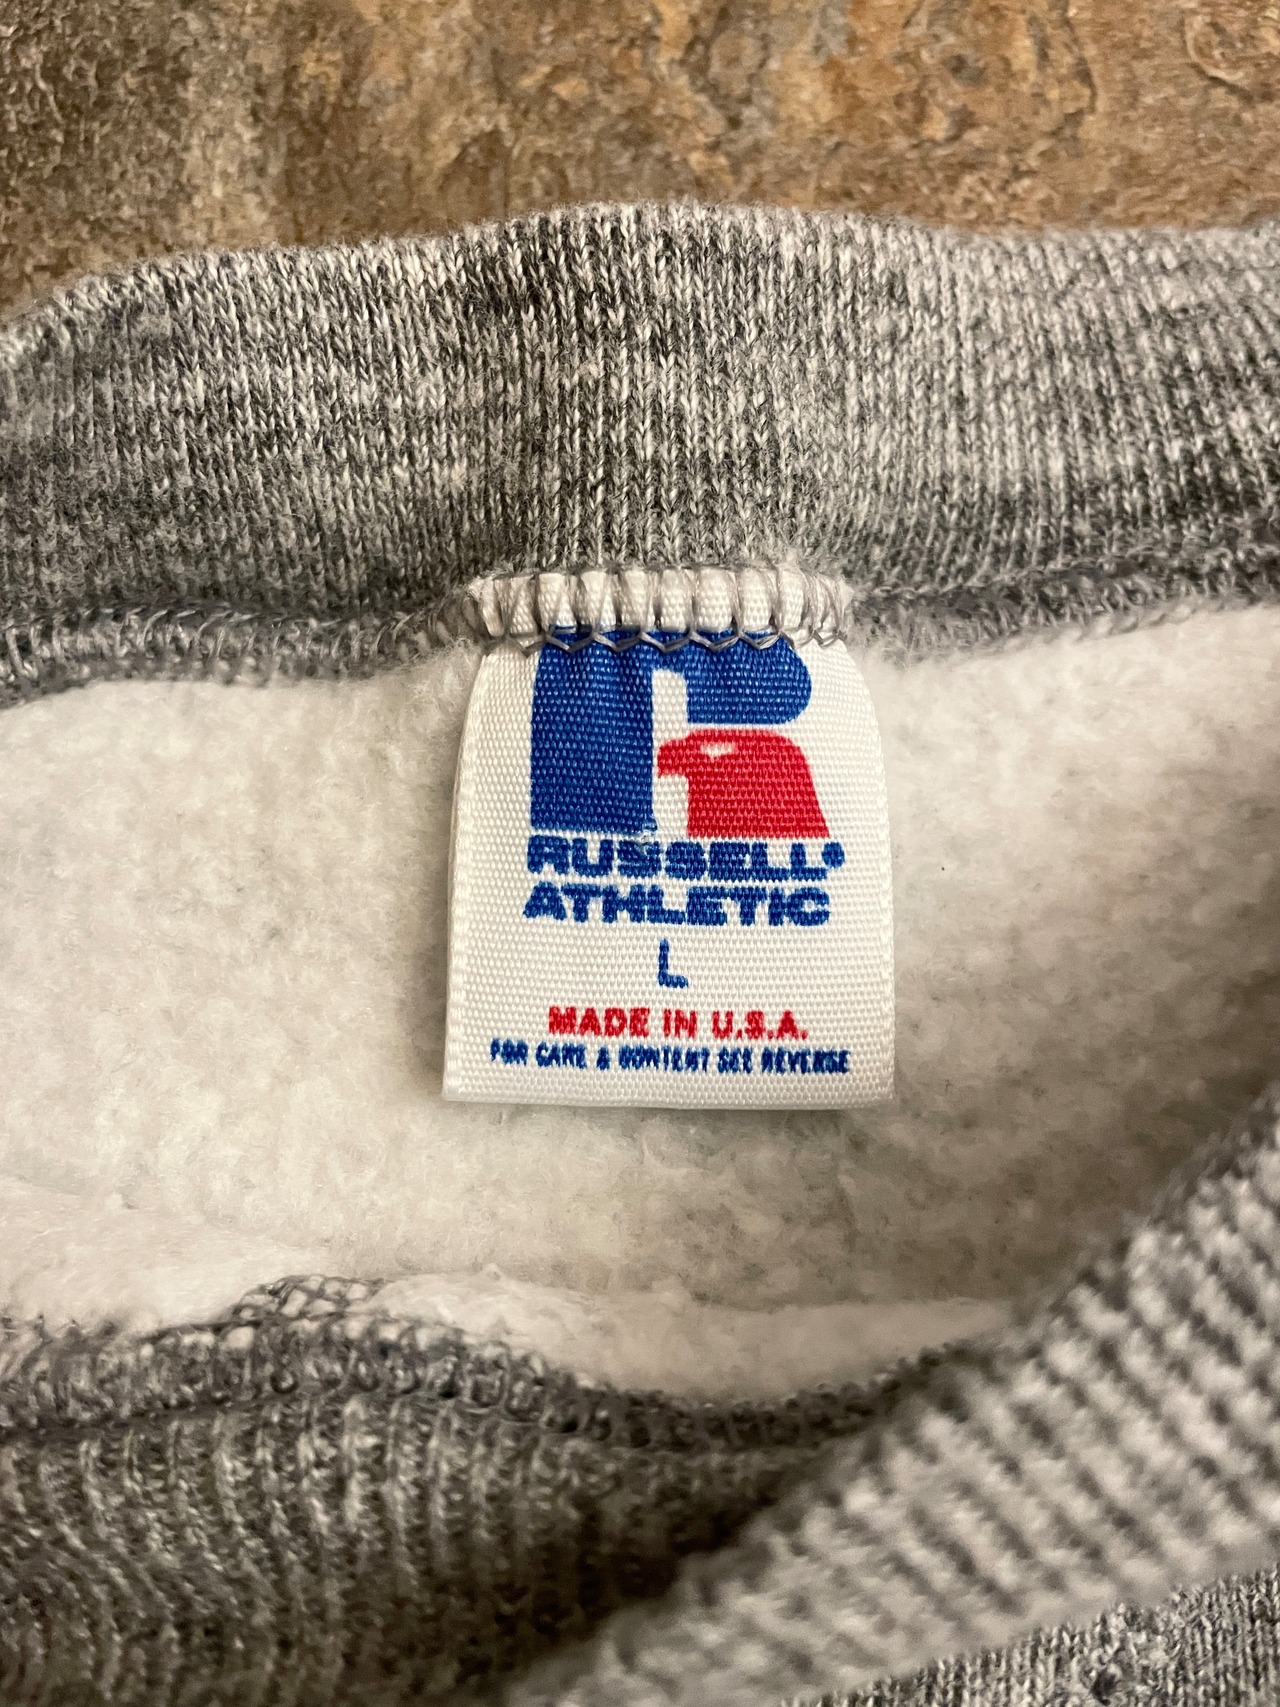 R
RUSSELL®
ATHLETIC
L
MADE IN U.S.A.
FOR CARE & CONTENT SEE REVERSE